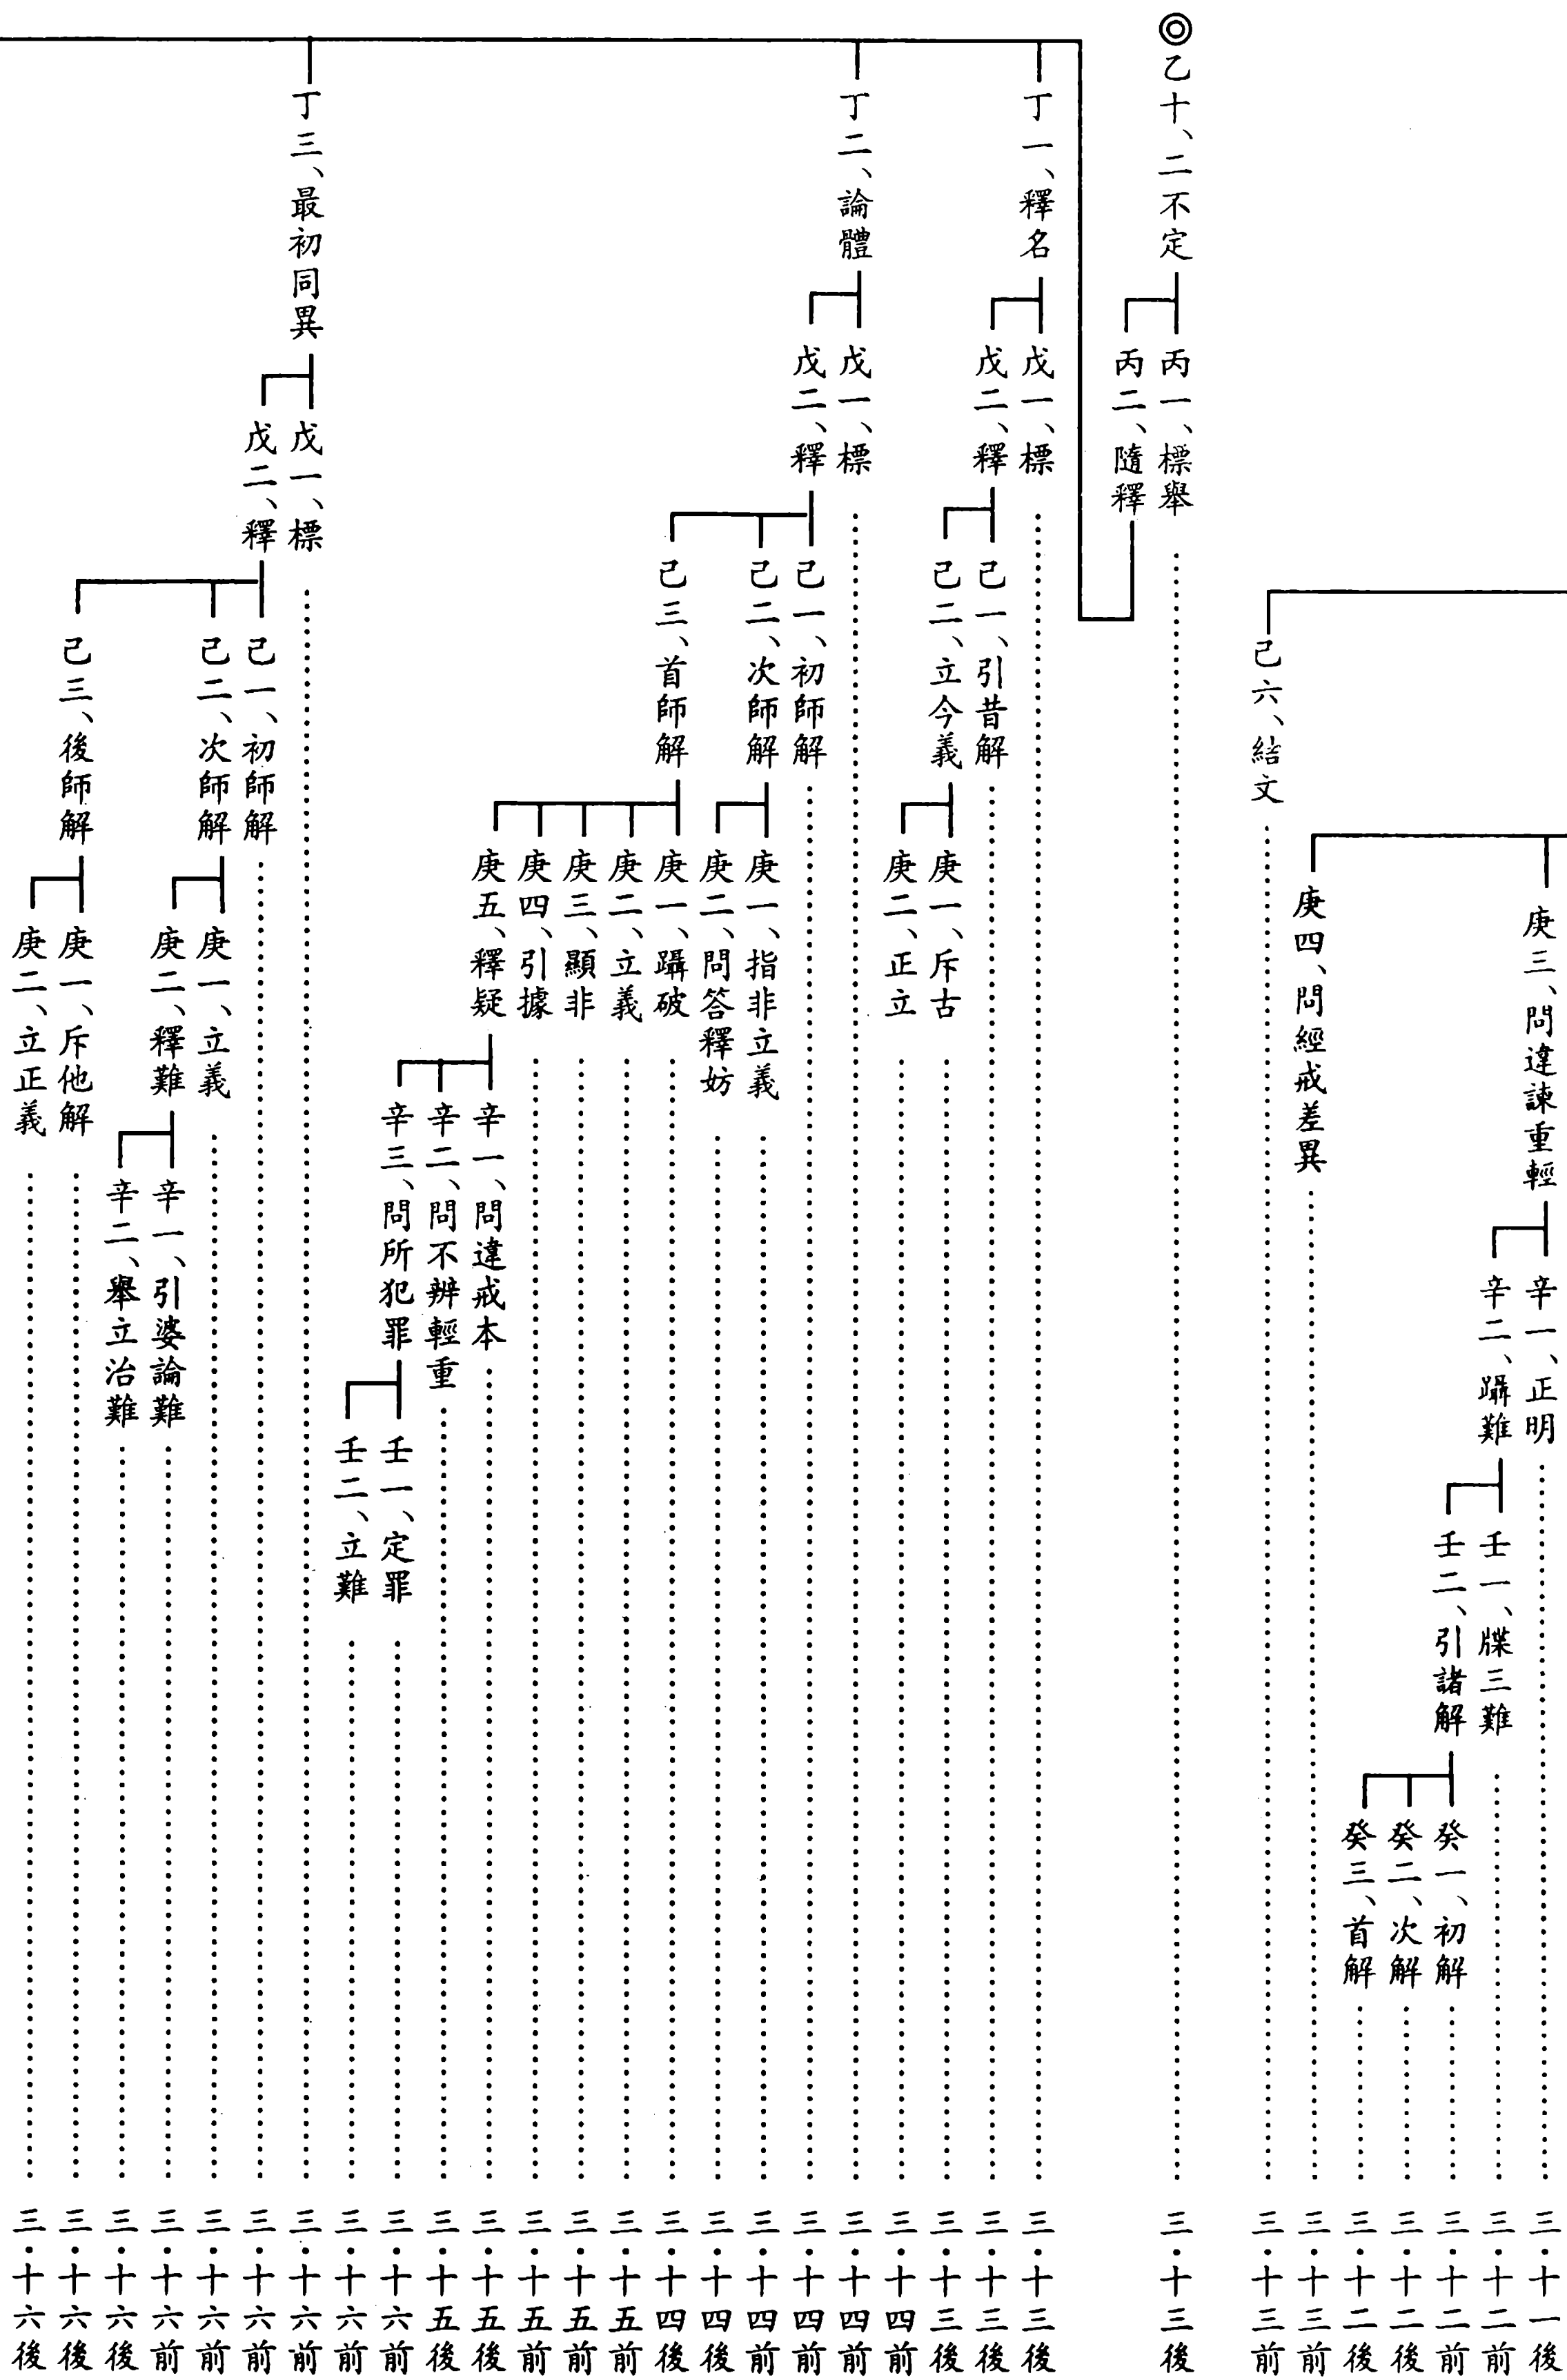 庚三、問違諫重輕
辛一、正明 三・十一後
辛二、躡難
壬一、牒三難 三・十二前
壬二、引諸解
癸一、初解 三・十二前
癸二、次解 三・十二後
癸三、首解 三・十二後
庚四、問經戒差異 三・十三前
己六、結文 三・十三前
◎乙十、二不定
丙一、標舉 三・十三後
丙二、隨釋
丁一、釋名
戊一、標 三・十三後
戊二、釋
己一、引昔解 三・十三後
己二、立今義
庚一、斥古 三・十三後
庚二、正立 三・十四前
丁二、論體
戊一、標 三・十四前
戊二、釋
己一、初師解 三・十四前
己二、次師解
庚一、指非立義 三・十四前
庚二、問答釋妨 三・十四後
己三、首師解
庚一、躡破 三・十四後
庚二、立義 三・十五前
庚三、顯非 三・十五前
庚四、引據 三・十五前
庚五、釋疑
辛一、問違戒本 三・十五後
辛二、問不辨輕重 三・十五後
辛三、問所犯罪
壬一、定罪 三・十六前
壬二、立難 三・十六前
丁三、最初同異
戊一、標 三・十六前
戊二、釋
己一、初師解 三・十六前
己二、次師解
庚一、立義 三・十六前
庚二、釋難
辛一、引婆論難 三・十六前
辛二、舉立治難 三・十六後
己三、後師解
庚一、斥他解 三・十六後
庚二、立正義 三・十六後